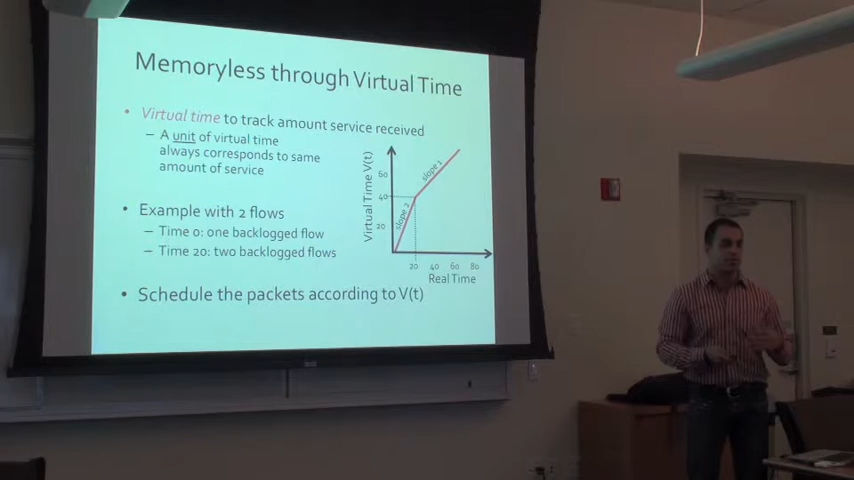 Memoryless through Virtual Time
• Virtual time to track amount service received
– A unit of virtual time
always corresponds to same
amount of service
• Example with 2 flows
– Time 0: one backlogged flow
– Time 20: two backlogged flows
• Schedule the packets according to V(t)
Virtual Time V(t)
60
40
20
slope 2
slope 1
20 40 60 80
Real Time